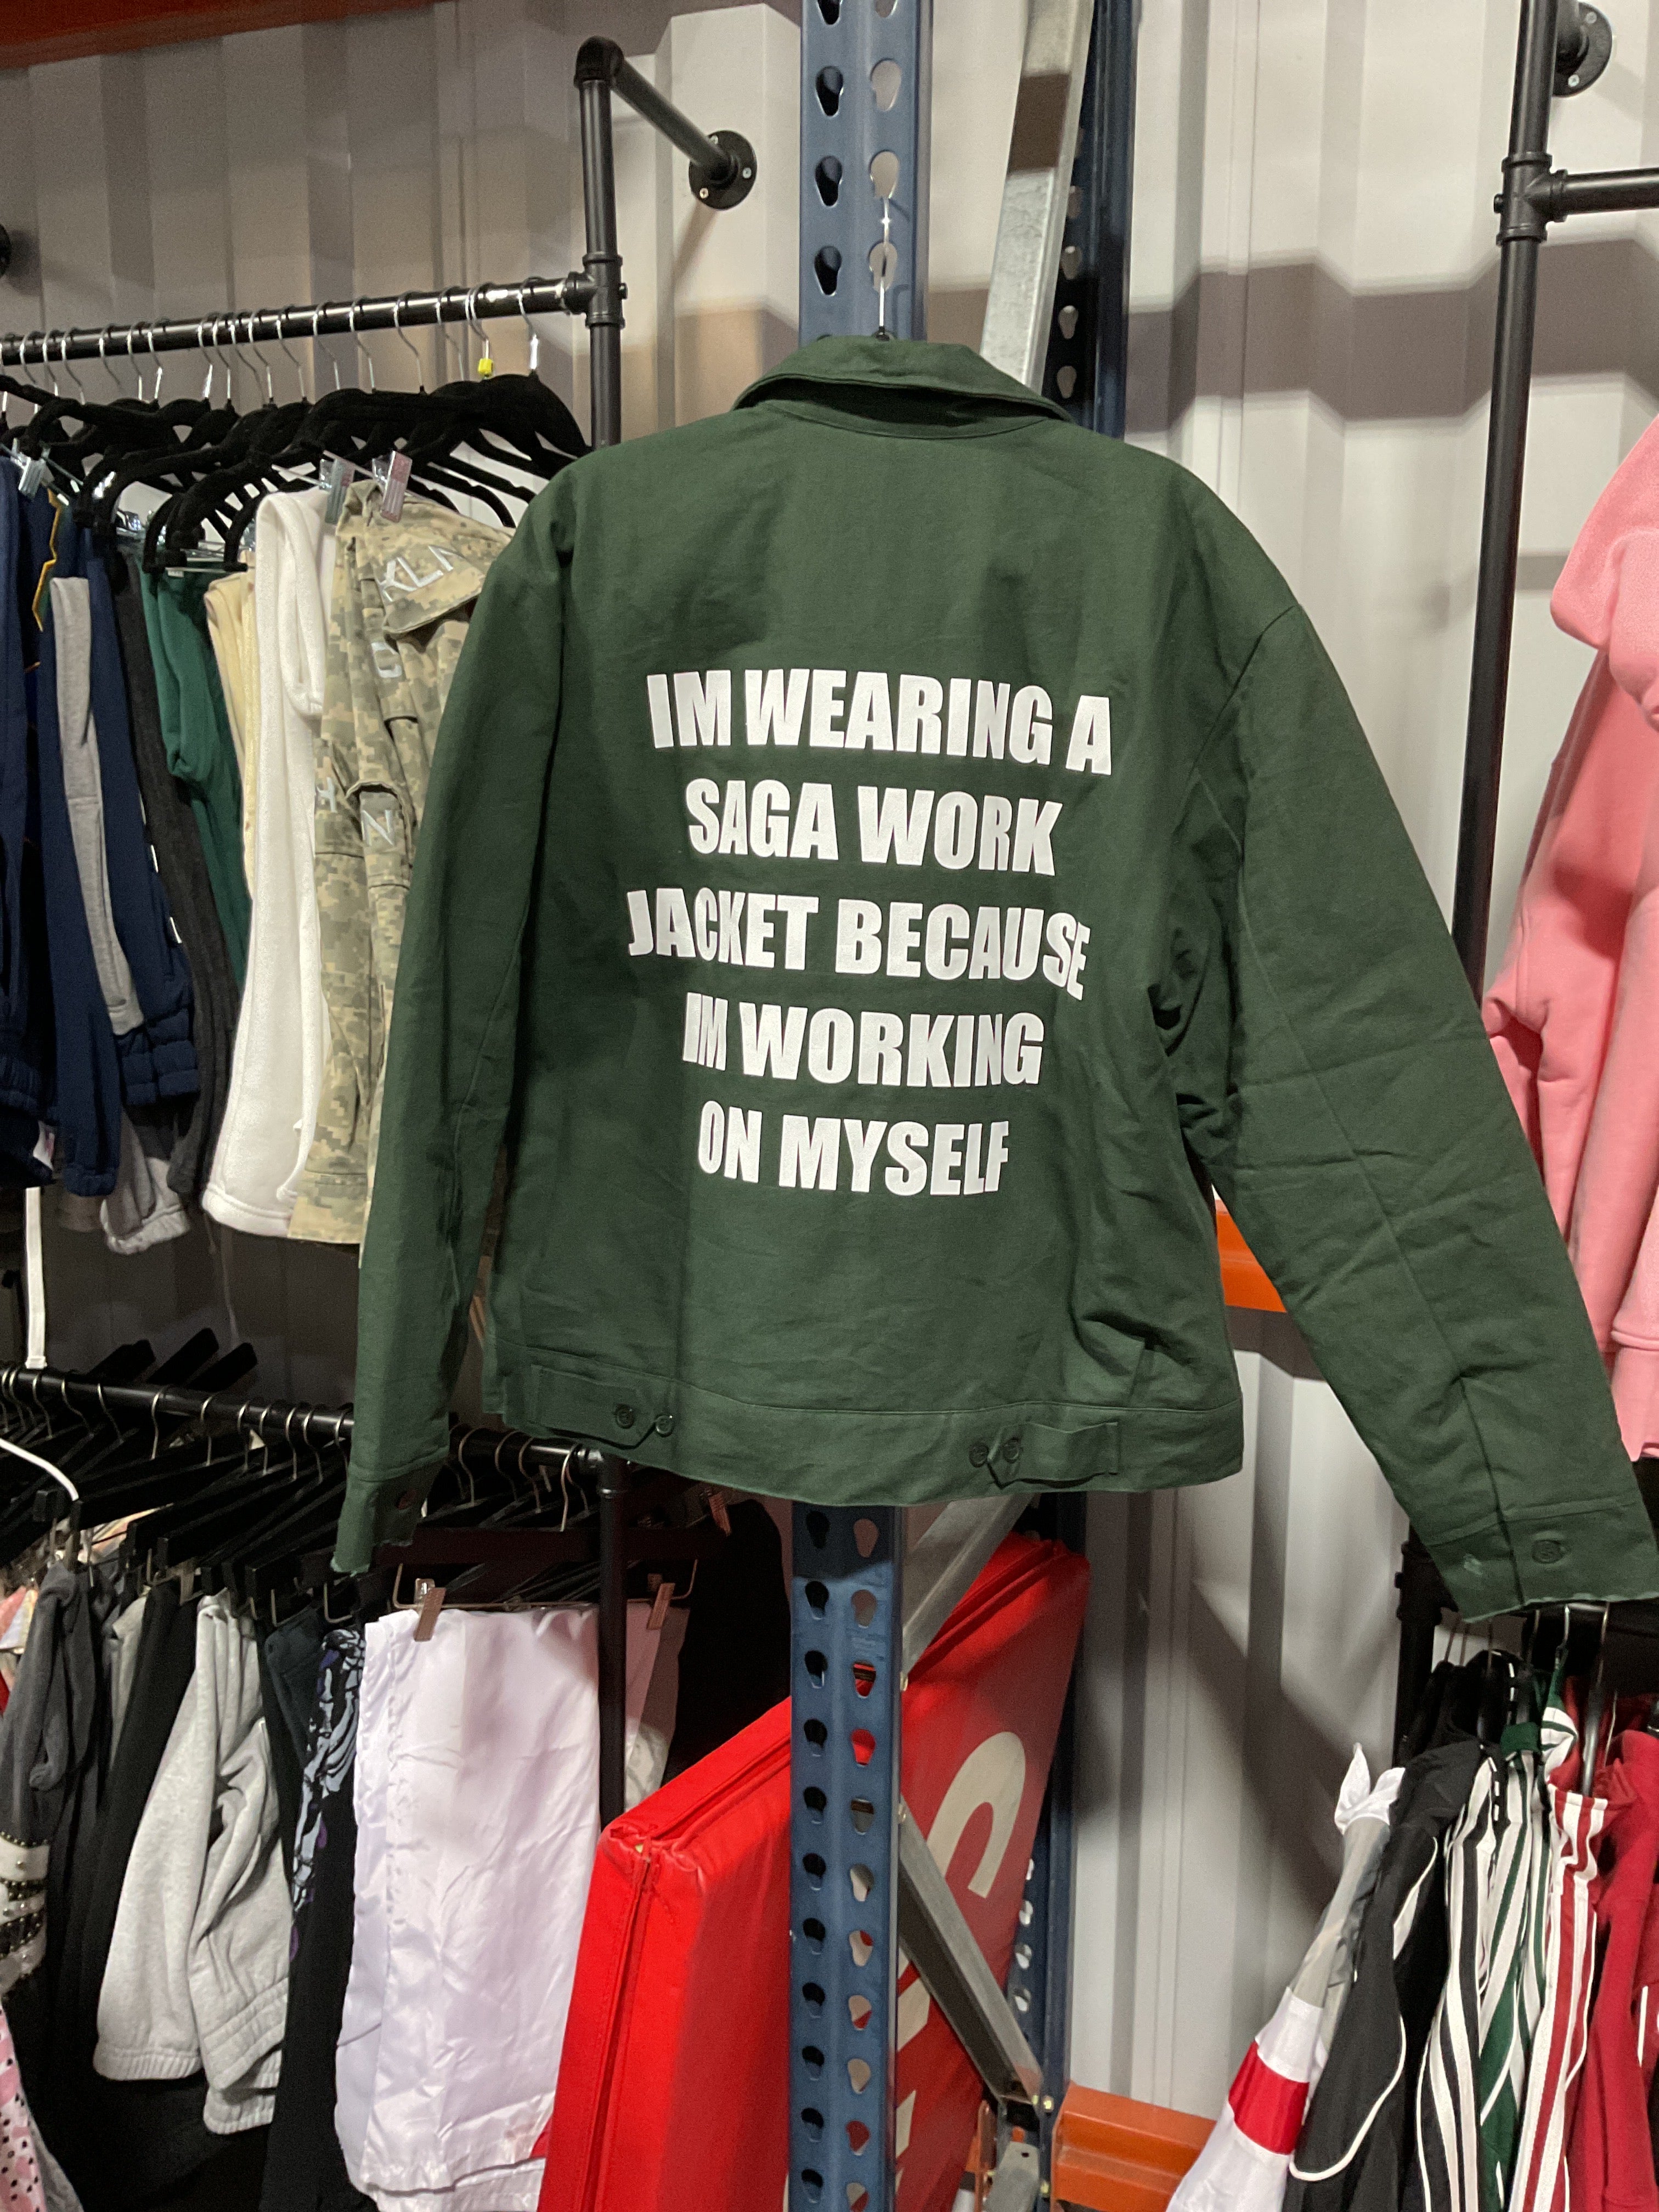 IM WEARING A
SAGA WORK
JACKET BECAUSE
IM WORKING
ON MYSELF